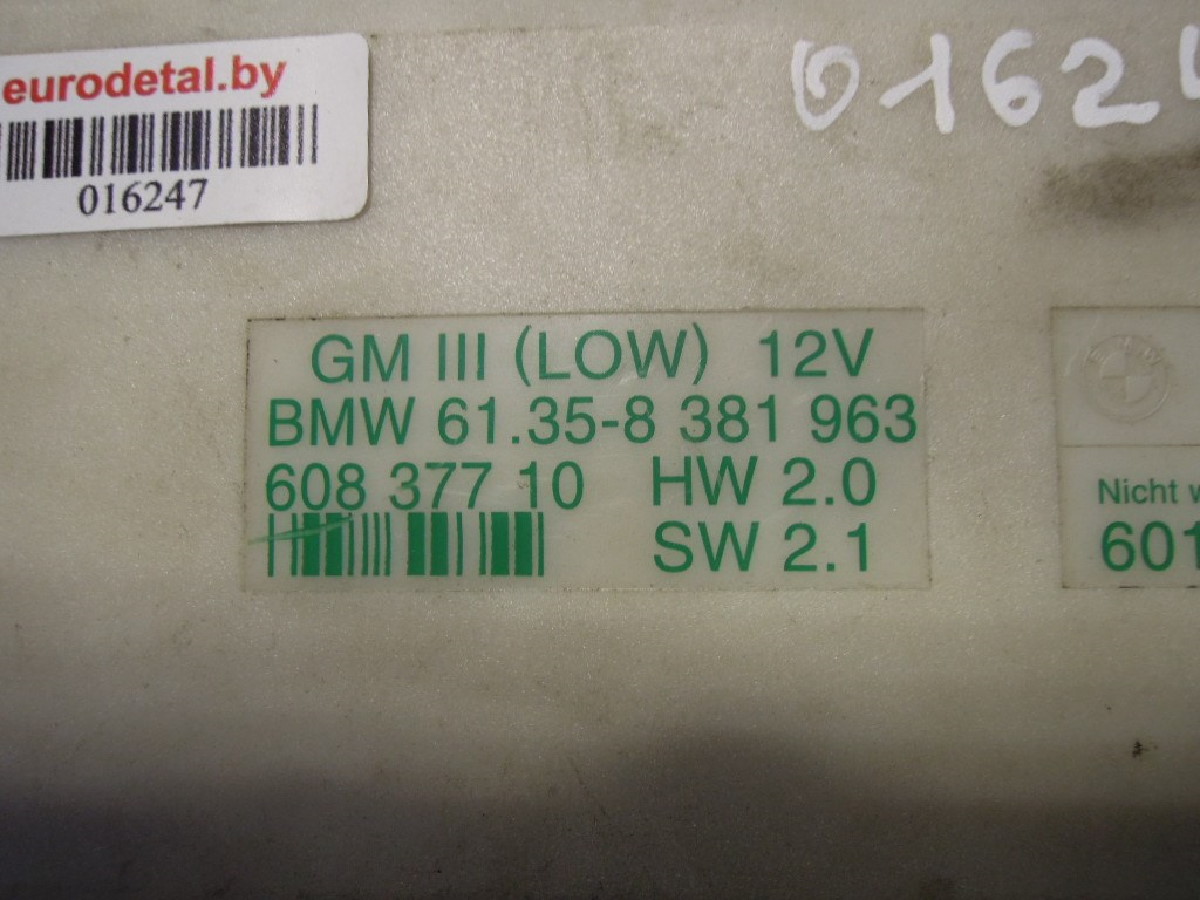 eurodetal.by
016247
0162
GM III (LOW) 12V
BMW 61.35-8 381 963
608 377 10 HW 2.0
SW 2.1
Nicht
601